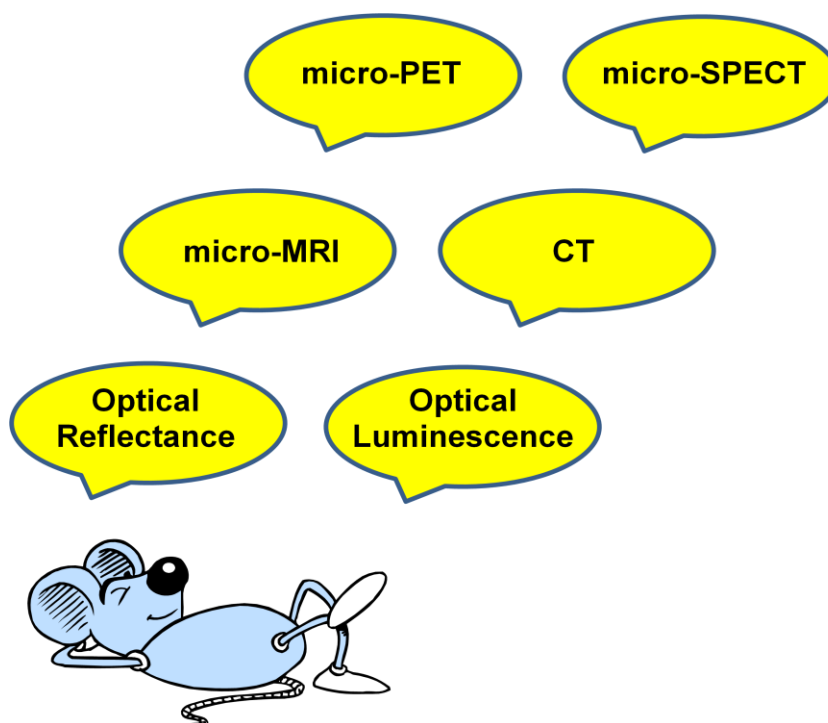 micro-PET
micro-SPECT
micro-MRI
CT
Optical
Reflectance
Optical
Luminescence